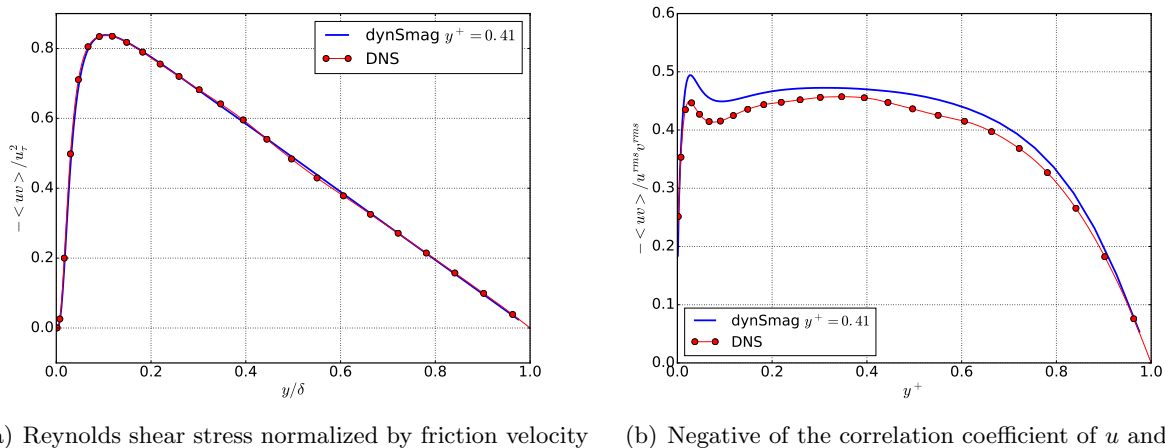 0.8
0.6
0.4
0.2
0.0
0.0 0.2 0.4 0.6 0.8 1.0
y/δ
− < uv > /u_τ^2
dynSmag y^+ = 0.41
DNS
0.6
0.5
0.4
0.3
0.2
0.1
0.0
0.0 0.2 0.4 0.6 0.8 1.0
y^+
− < uv > /u^{rms}v^{rms}
dynSmag y^+ = 0.41
DNS
) Reynolds shear stress normalized by friction velocity
(b) Negative of the correlation coefficient of u and